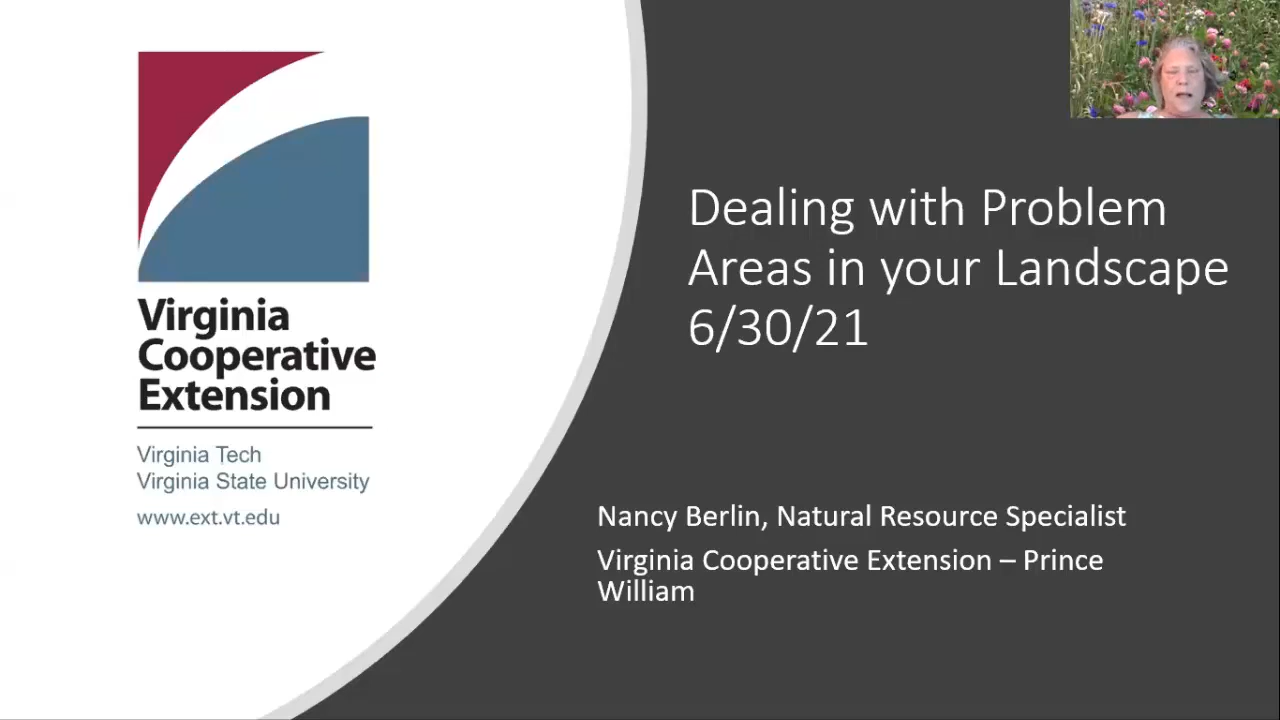 Virginia
Cooperative
Extension
Virginia Tech
Virginia State University
www.ext.vt.edu
Dealing with Problem
Areas in your Landscape
6/30/21
Nancy Berlin, Natural Resource Specialist
Virginia Cooperative Extension – Prince
William